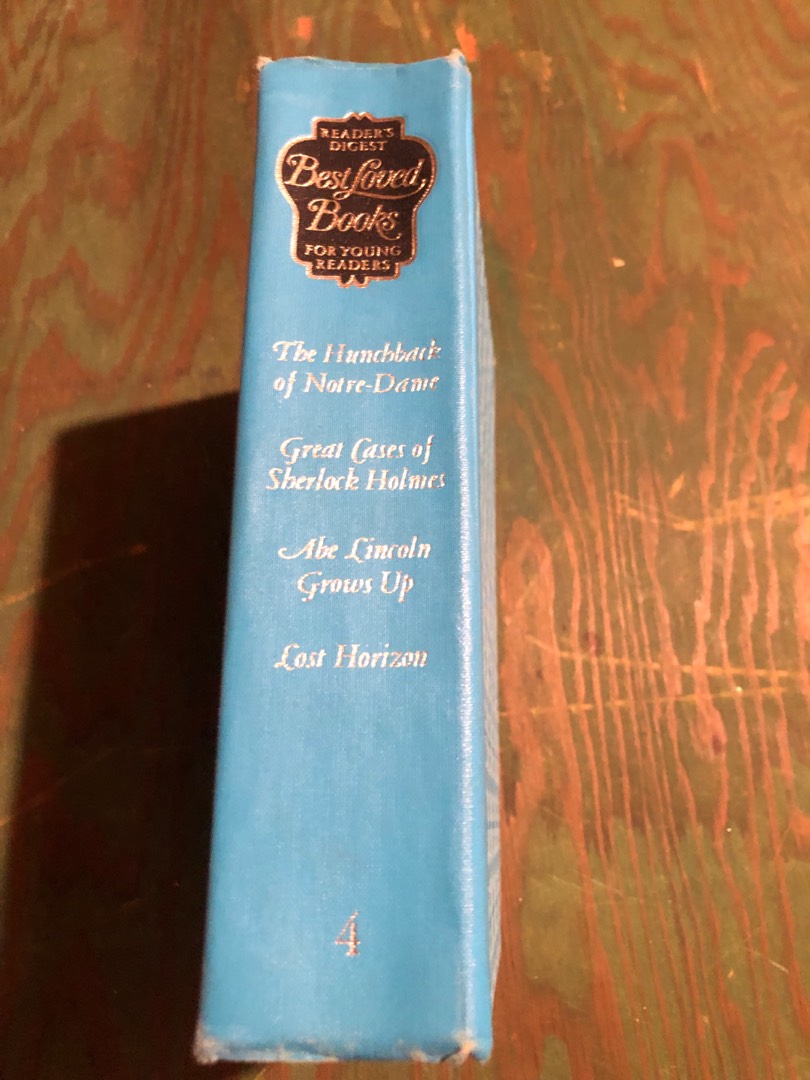 READER'S
DIGEST
Best Loved
Books
FOR YOUNG
READERS
The Hunchback
of Notre-Dame
Great Cases of
Sherlock Holmes
Abe Lincoln
Grows Up
Lost Horizon
4